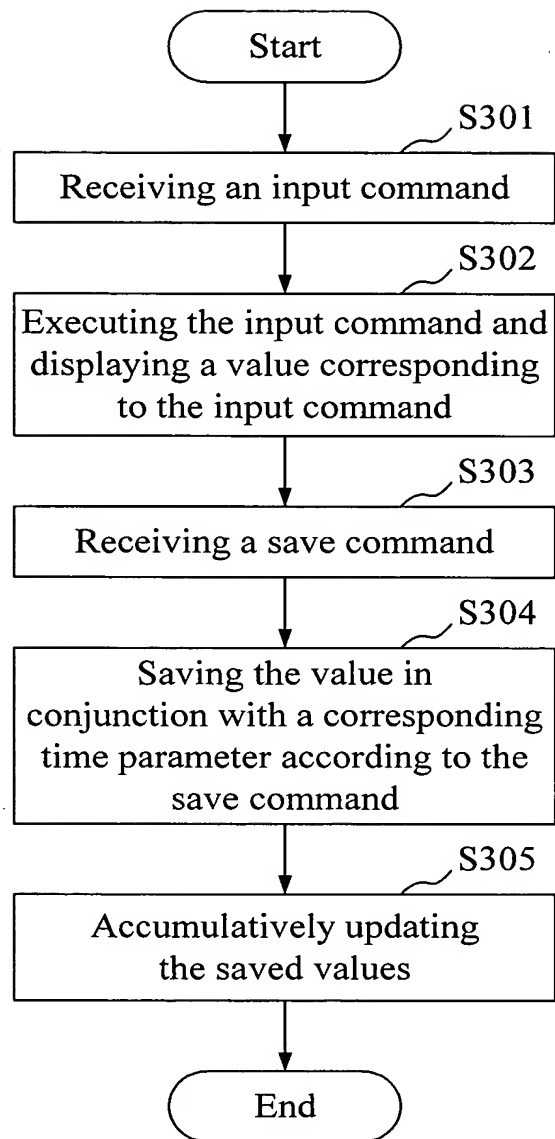 Start
S301
Receiving an input command
S302
Executing the input command and
displaying a value corresponding
to the input command
S303
Receiving a save command
S304
Saving the value in
conjunction with a corresponding
time parameter according to the
save command
S305
Accumulatively updating
the saved values
End